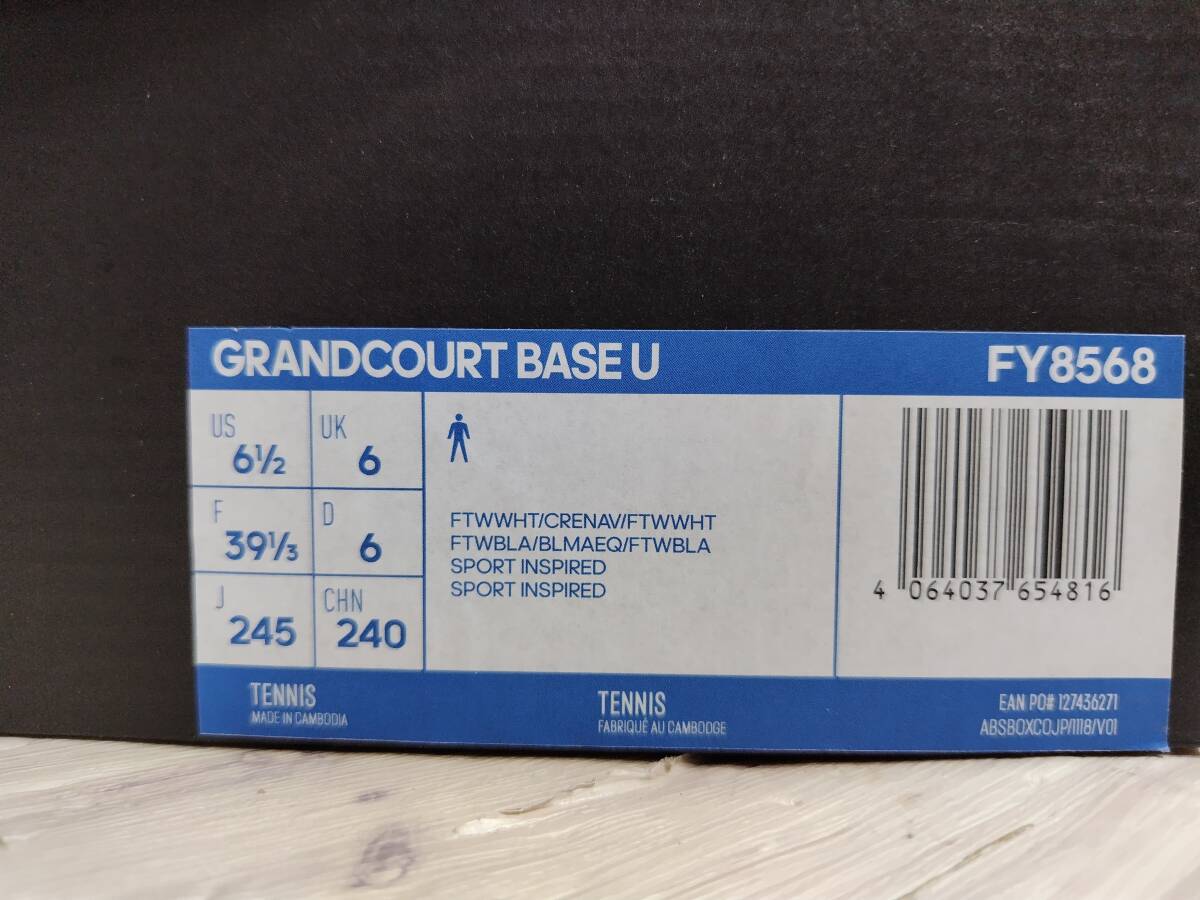 GRANDCOURT BASE U FY8568
US 6½ UK 6
F 39⅓ D 6
J 245 CHN 240
FTWWHT/CRENAV/FTWWHT
FTWBLA/BLMAEQ/FTWBLA
SPORT INSPIRED
SPORT INSPIRED
4 064037 654816
TENNIS
MADE IN CAMBODIA
TENNIS
FABRIQUÉ AU CAMBODGE
EAN PO# 127436271
ABSBOXCOJP/1118/V01